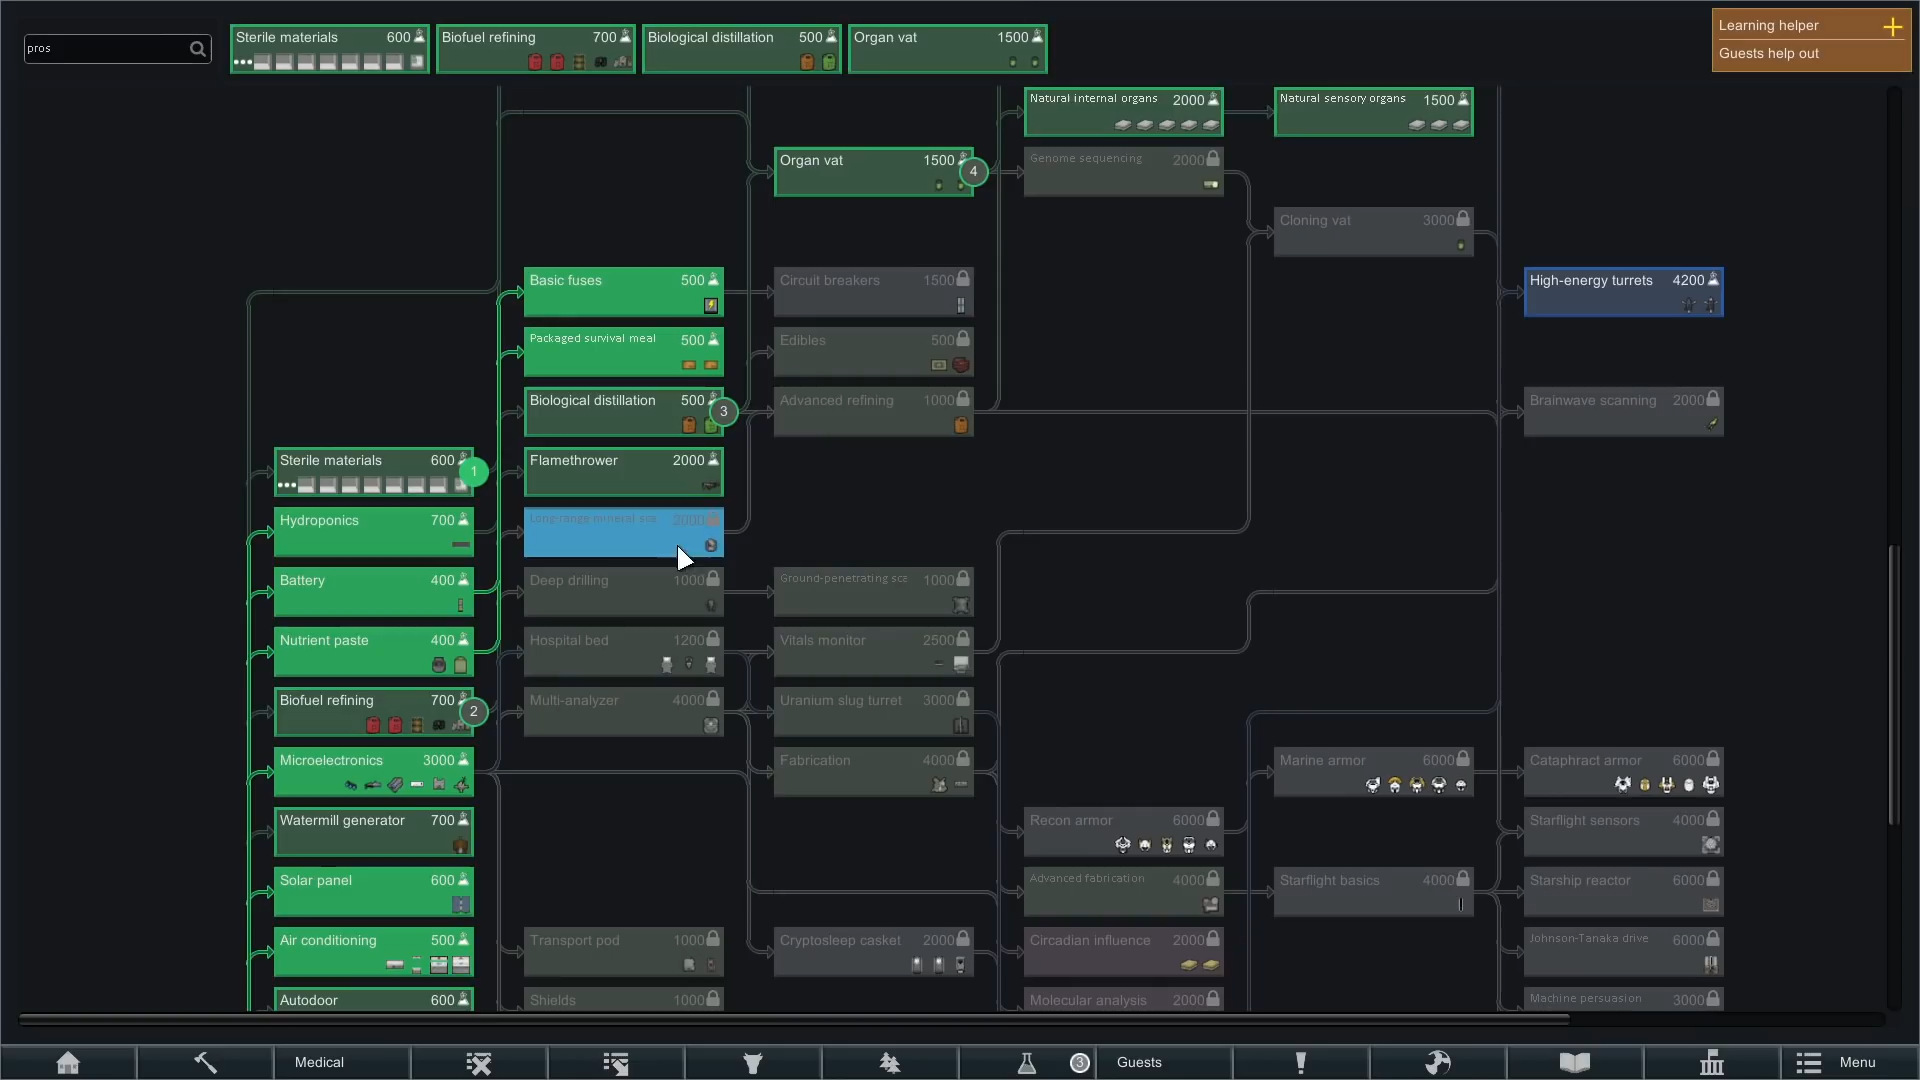 pros
Sterile materials 600
Biofuel refining 700
Biological distillation 500
Organ vat 1500
Learning helper
Guests help out
Natural internal organs 2000
Natural sensory organs 1500
Organ vat 1500
4
Genome sequencing 2000
Cloning vat 3000
Basic fuses 500
Circuit breakers 1500
High-energy turrets 4200
Packaged survival meal 500
Edibles 500
Biological distillation 500
3
Advanced refining 1000
Brainwave scanning 2000
Sterile materials 600
1
Flamethrower 2000
Hydroponics 700
Long-range mineral sca
Battery 400
Deep drilling 1000
Ground-penetrating sca 1000
Nutrient paste 400
Hospital bed 1200
Vitals monitor 2500
Biofuel refining 700
2
Multi-analyzer 4000
Uranium slug turret 3000
Microelectronics 3000
Fabrication 4000
Marine armor 6000
Cataphract armor 6000
Watermill generator 700
Recon armor 6000
Starflight sensors 4000
Solar panel 600
Advanced fabrication 4000
Starflight basics 4000
Starship reactor 6000
Air conditioning 500
Transport pod 1000
Cryptosleep casket 2000
Circadian influence 2000
Johnson-Tanaka drive 6000
Autodoor 600
Shields 1000
Molecular analysis 2000
Machine persuasion 3000
Medical
3
Guests
Menu